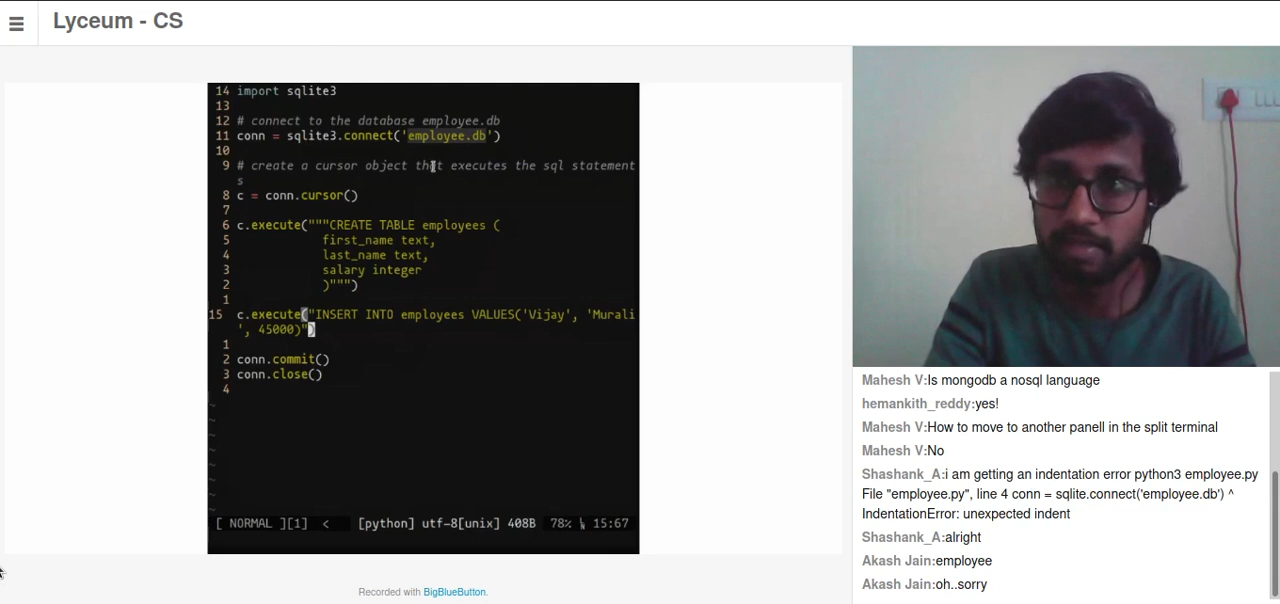 Lyceum - CS
14 import sqlite3
13
12 # connect to the database employee.db
11 conn = sqlite3.connect('employee.db')
10
9 # create a cursor object that executes the sql statement
s
8 c = conn.cursor()
7
6 c.execute("""CREATE TABLE employees (
5 first_name text,
4 last_name text,
3 salary integer
2 )""")
1
15 c.execute("INSERT INTO employees VALUES('Vijay', 'Murali
', 45000)")
1
2 conn.commit()
3 conn.close()
4
~
~
~
~
~
~
~
~
[ NORMAL ][1] < [python] utf-8[unix] 408B 78% 15:67
Recorded with BigBlueButton.
Mahesh V:Is mongodb a nosql language
hemankith_reddy:yes!
Mahesh V:How to move to another panell in the split terminal
Mahesh V:No
Shashank_A:i am getting an indentation error python3 employee.py
File "employee.py", line 4 conn = sqlite.connect('employee.db') ^
IndentationError: unexpected indent
Shashank_A:alright
Akash Jain:employee
Akash Jain:oh..sorry